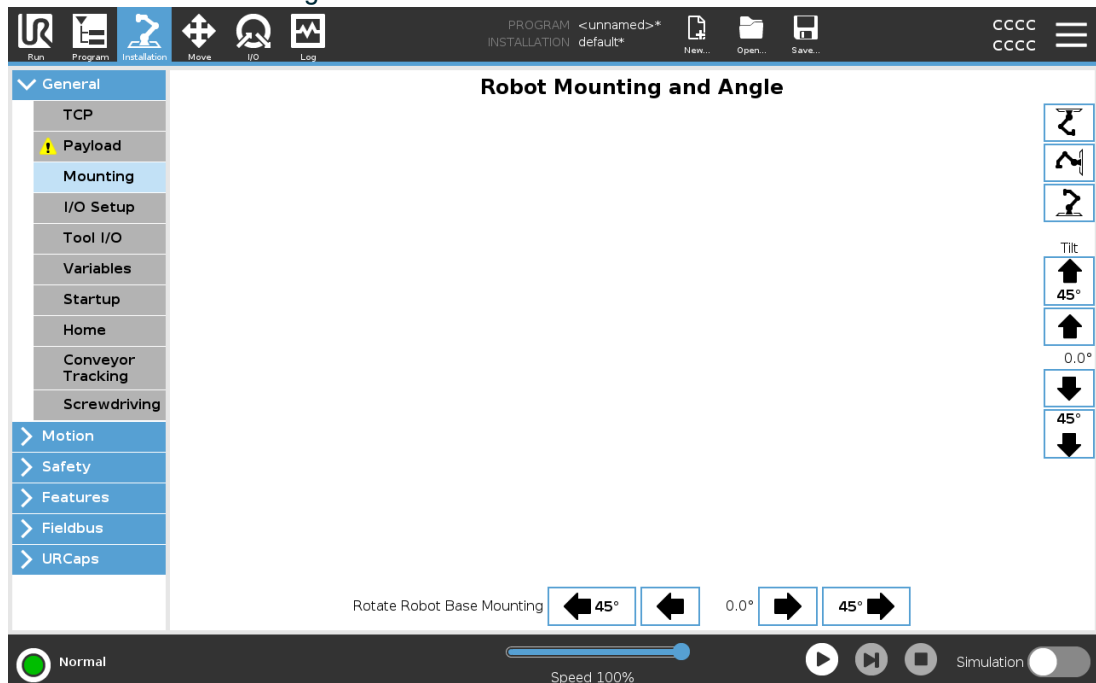 PROGRAM <unnamed>*
INSTALLATION default*
CCCC
CCCC
Run
Program
Installation
Move
I/O
Log
New...
Open...
Save...
General
TCP
Payload
Mounting
I/O Setup
Tool I/O
Variables
Startup
Home
Conveyor
Tracking
Screwdriving
Motion
Safety
Features
Fieldbus
URCaps
Robot Mounting and Angle
Tilt
45°
0.0°
45°
Rotate Robot Base Mounting
45°
0.0°
45°
Normal
Speed 100%
Simulation